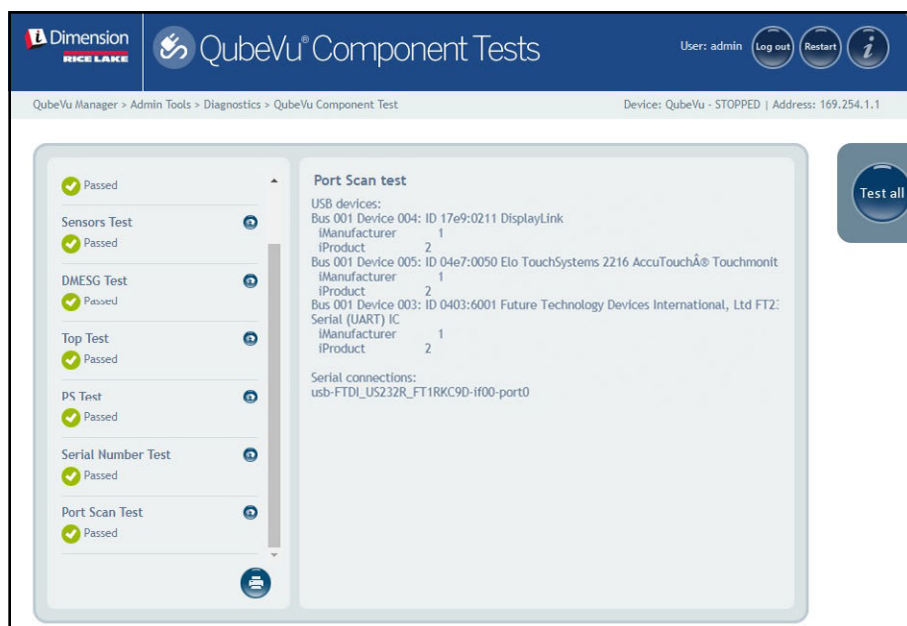 iDimension
RICE LAKE
QubeVu® Component Tests
User: admin
Log out
Restart
i
QubeVu Manager > Admin Tools > Diagnostics > QubeVu Component Test
Device: QubeVu - STOPPED | Address: 169.254.1.1
Passed
Sensors Test
Passed
DMESG Test
Passed
Top Test
Passed
PS Test
Passed
Serial Number Test
Passed
Port Scan Test
Passed
Port Scan test
USB devices:
Bus 001 Device 004: ID 17e9:0211 DisplayLink
iManufacturer 1
iProduct 2
Bus 001 Device 005: ID 04e7:0050 Elo TouchSystems 2216 AccuTouchÂ® Touchmonit
iManufacturer 1
iProduct 2
Bus 001 Device 003: ID 0403:6001 Future Technology Devices International, Ltd FT2
Serial (UART) IC
iManufacturer 1
iProduct 2
Serial connections:
usb-FTDI_US232R_FT1RKC9D-if00-port0
Test all